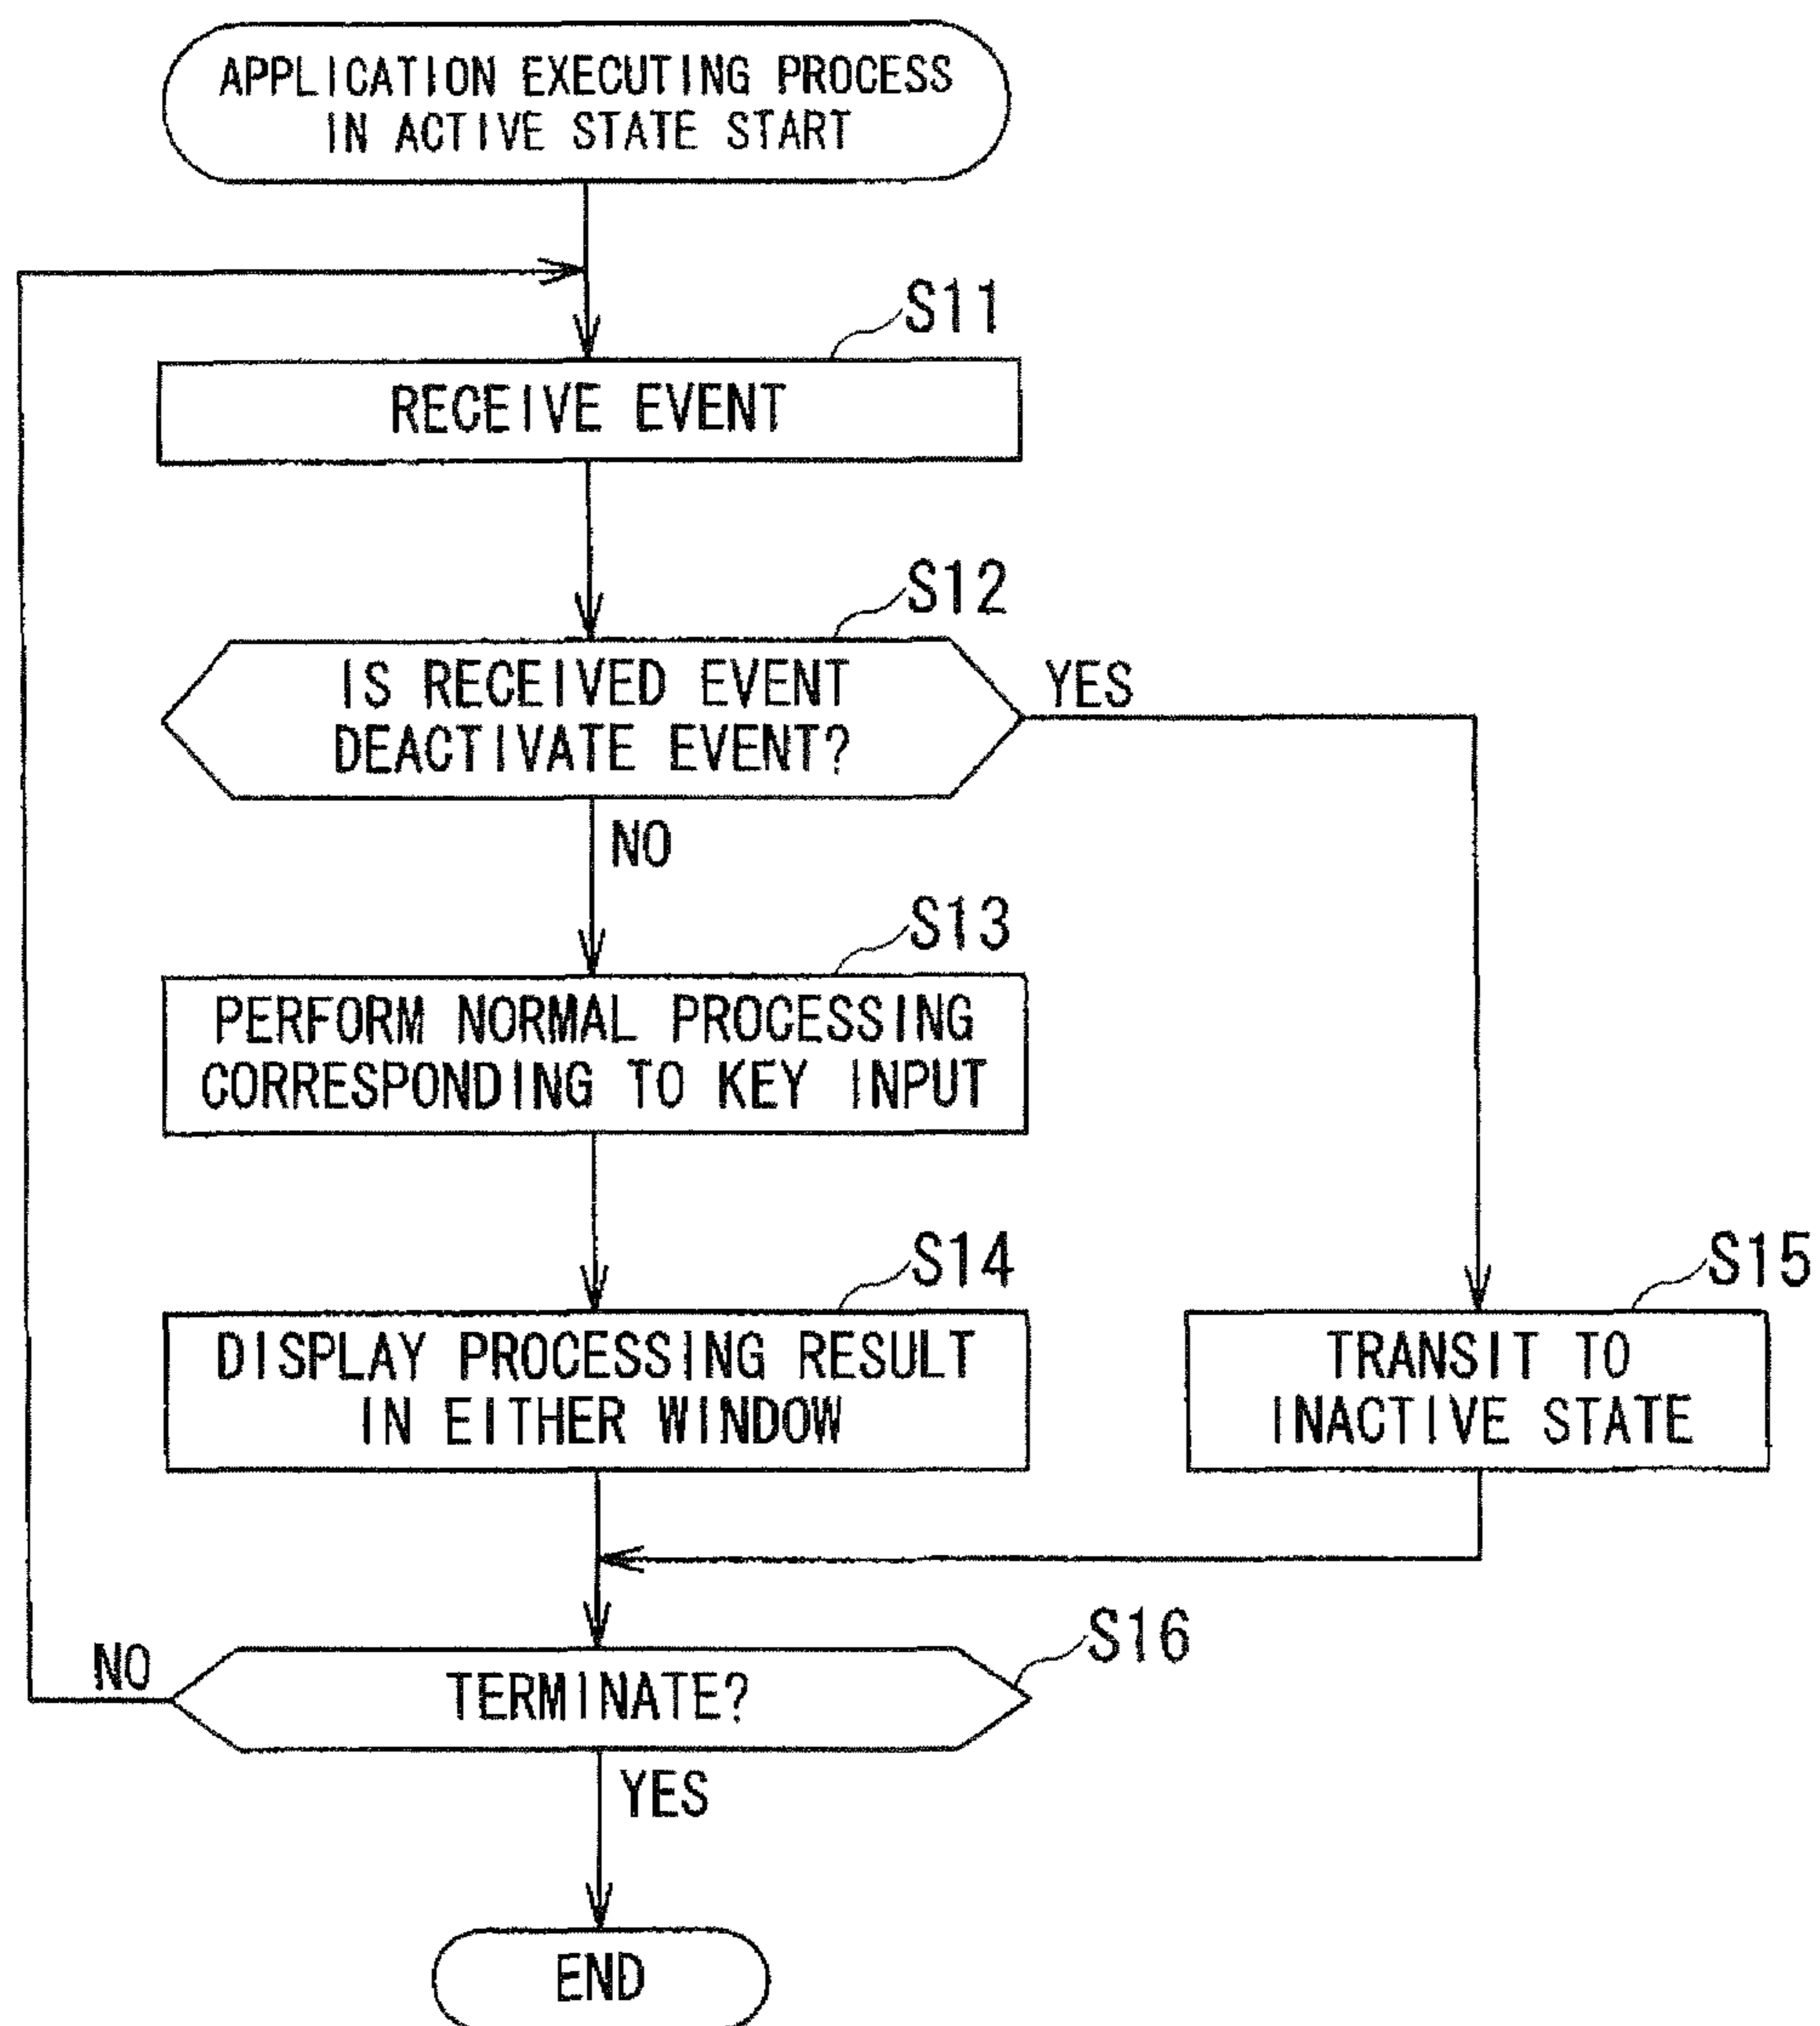 APPLICATION EXECUTING PROCESS
IN ACTIVE STATE START
S11
RECEIVE EVENT
S12
IS RECEIVED EVENT
DEACTIVATE EVENT?
YES
NO
S13
PERFORM NORMAL PROCESSING
CORRESPONDING TO KEY INPUT
S14
DISPLAY PROCESSING RESULT
IN EITHER WINDOW
S15
TRANSIT TO
INACTIVE STATE
S16
NO
TERMINATE?
YES
END